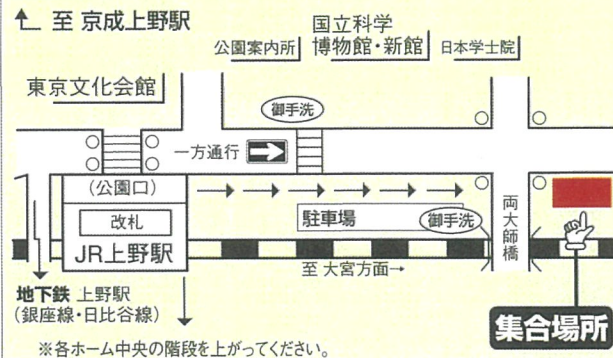 至 京成上野駅
国立科学
博物館・新館
公園案内所
日本学士院
東京文化会館
御手洗
一方通行
(公園口)
改札
JR上野駅
駐車場
御手洗
両大師橋
至 大宮方面→
地下鉄 上野駅
(銀座線・日比谷線)
集合場所
※各ホーム中央の階段を上がってください。